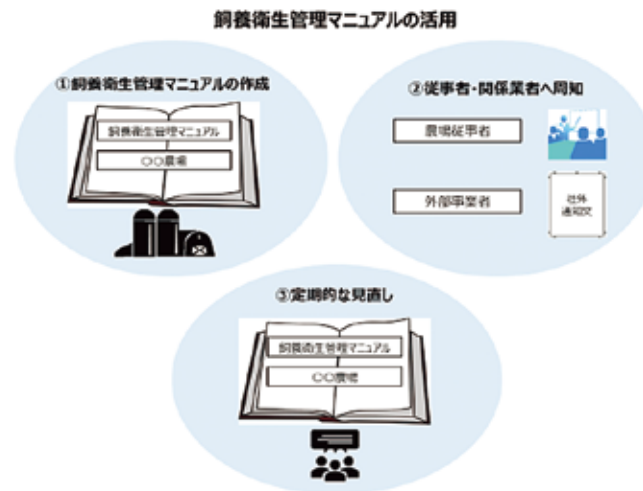 飼養衛生管理マニュアルの活用
①飼養衛生管理マニュアルの作成
飼養衛生管理マニュアル
〇〇農場
②従事者・関係業者へ周知
農場従事者
外部事業者
社外
通知文
③定期的な見直し
飼養衛生管理マニュアル
〇〇農場